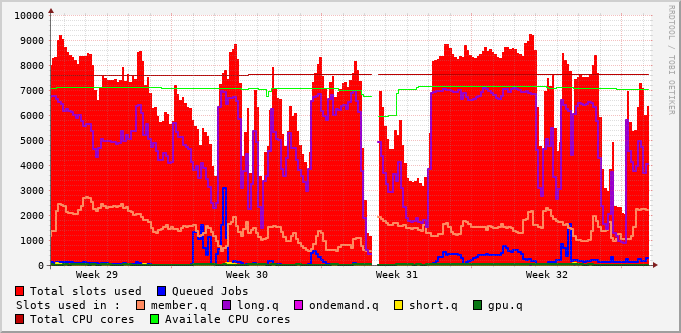 10000
9000
8000
7000
6000
5000
4000
3000
2000
1000
0
Week 29 Week 30 Week 31 Week 32
Total slots used Queued Jobs
Slots used in : member.q long.q ondemand.q short.q gpu.q
Total CPU cores Availale CPU cores
RRDTOOL / TOBI OETIKER